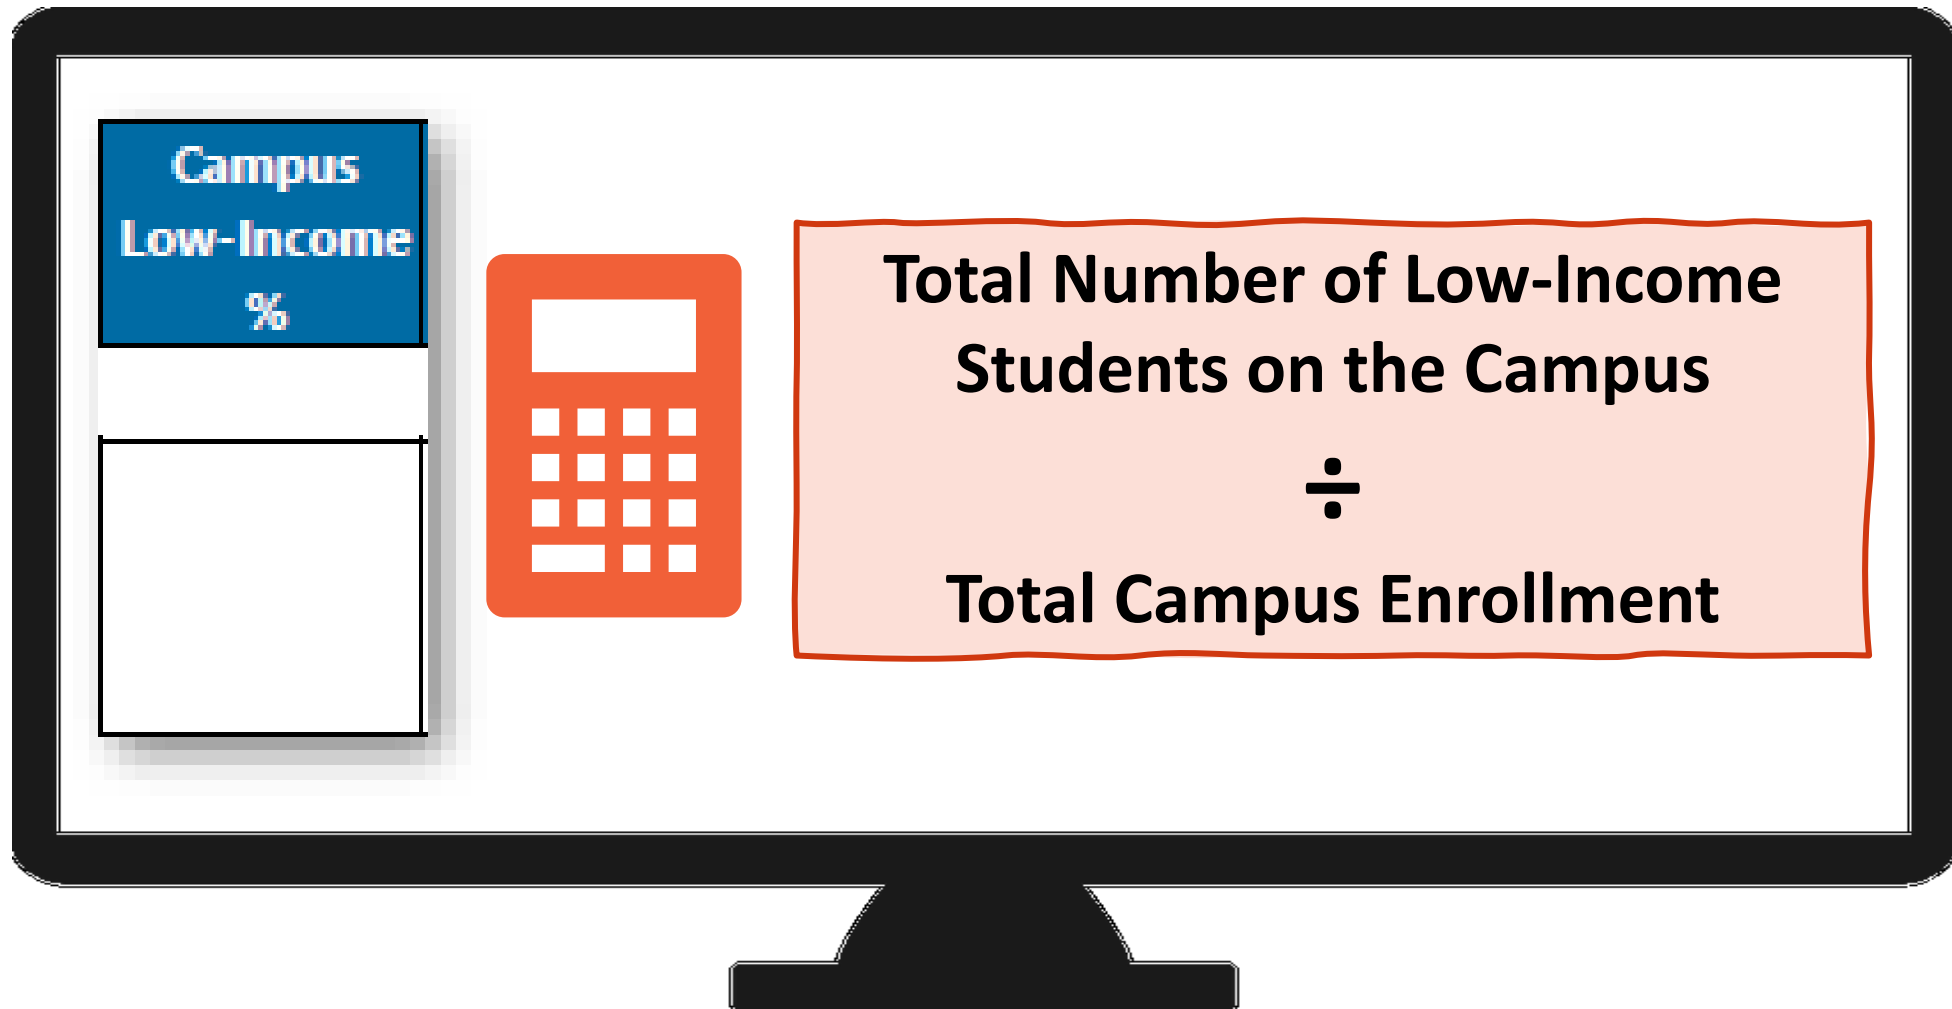 Campus
Low-Income
%
Total Number of Low-Income
Students on the Campus
÷
Total Campus Enrollment